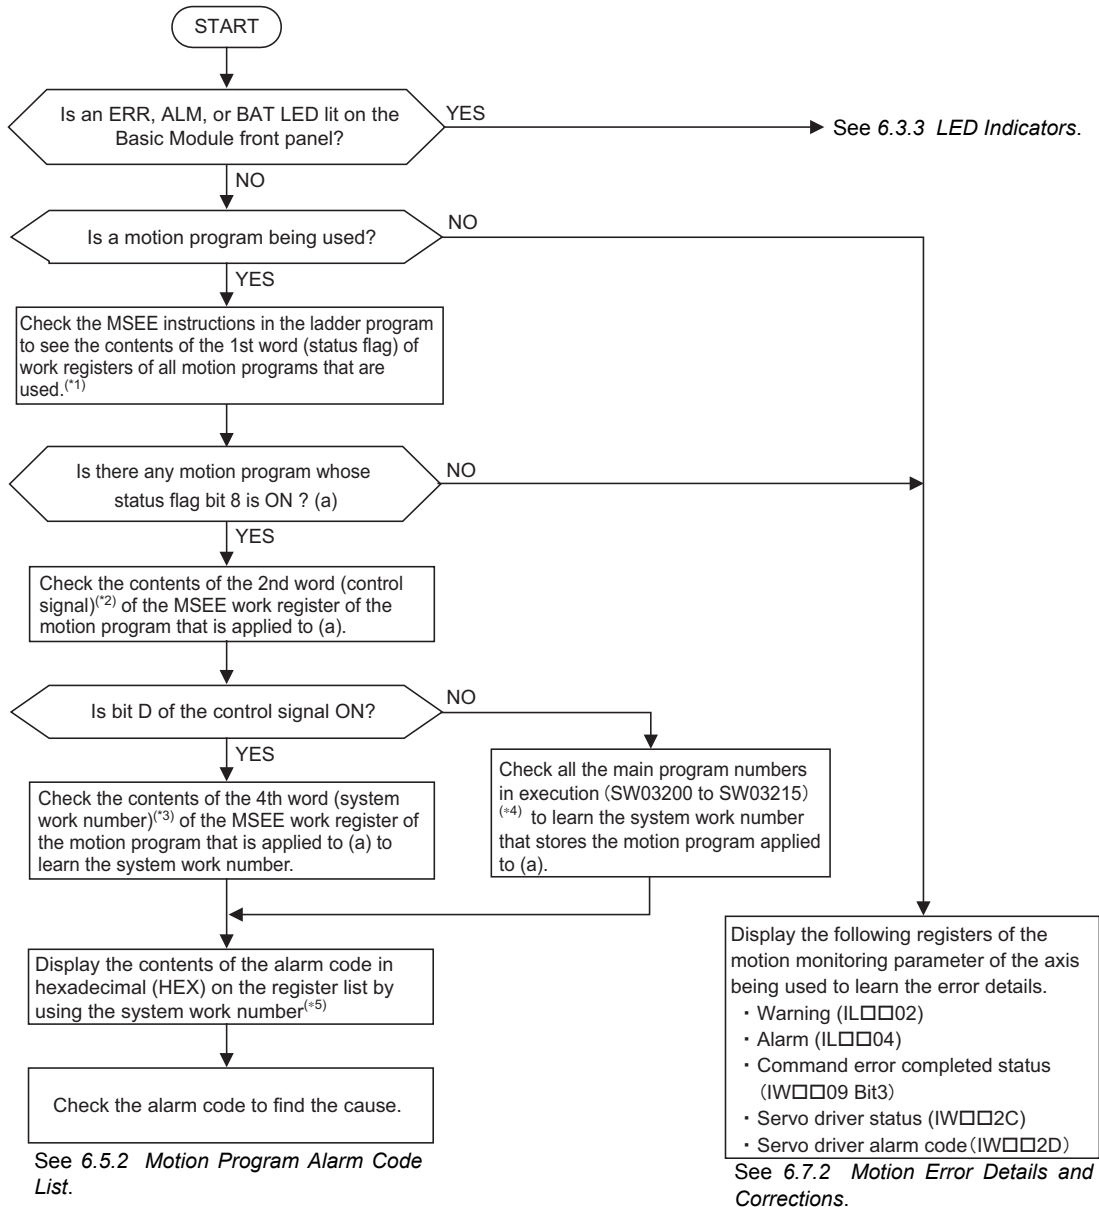 START
Is an ERR, ALM, or BAT LED lit on the
Basic Module front panel?
YES
See 6.3.3 LED Indicators.
NO
Is a motion program being used?
NO
YES
Check the MSEE instructions in the ladder program
to see the contents of the 1st word (status flag) of
work registers of all motion programs that are
used.(*1)
Is there any motion program whose
status flag bit 8 is ON ? (a)
NO
YES
Check the contents of the 2nd word (control
signal)(*2) of the MSEE work register of the
motion program that is applied to (a).
Is bit D of the control signal ON?
NO
YES
Check the contents of the 4th word (system
work number)(*3) of the MSEE work register of
the motion program that is applied to (a) to
learn the system work number.
Check all the main program numbers
in execution (SW03200 to SW03215)
(*4) to learn the system work number
that stores the motion program applied
to (a).
Display the contents of the alarm code in
hexadecimal (HEX) on the register list by
using the system work number(*5)
Check the alarm code to find the cause.
See 6.5.2 Motion Program Alarm Code
List.
Display the following registers of the
motion monitoring parameter of the axis
being used to learn the error details.
・Warning (IL□□02)
・Alarm (IL□□04)
・Command error completed status
(IW□□09 Bit3)
・Servo driver status (IW□□2C)
・Servo driver alarm code (IW□□2D)
See 6.7.2 Motion Error Details and
Corrections.